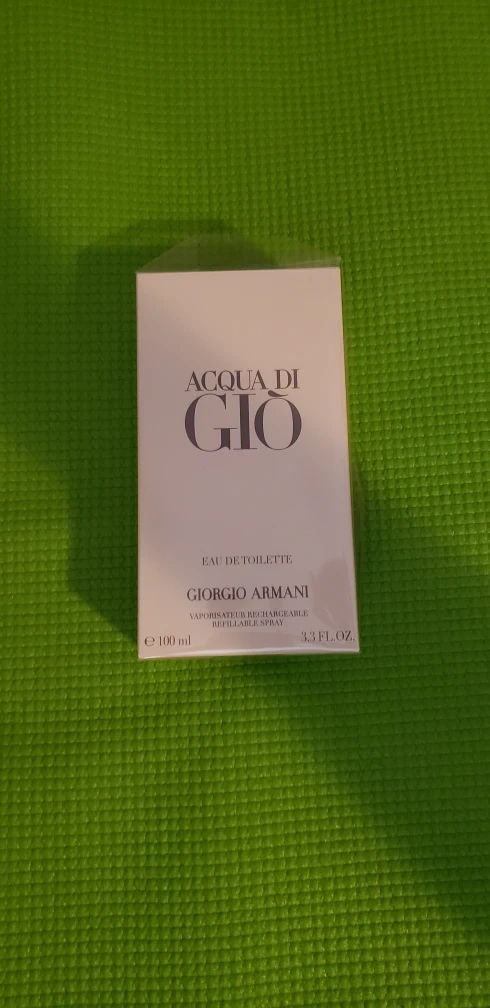 ACQUA DI
GIÒ
EAU DE TOILETTE
GIORGIO ARMANI
VAPORISATEUR RECHARGEABLE
REFILLABLE SPRAY
℮ 100 ml 3.3 FL.OZ.